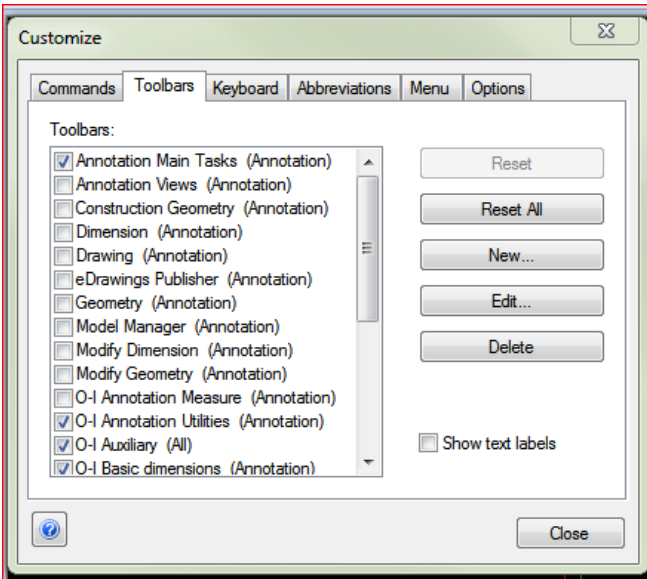 Customize
Commands Toolbars Keyboard Abbreviations Menu Options
Toolbars:
Annotation Main Tasks (Annotation)
Annotation Views (Annotation)
Construction Geometry (Annotation)
Dimension (Annotation)
Drawing (Annotation)
eDrawings Publisher (Annotation)
Geometry (Annotation)
Model Manager (Annotation)
Modify Dimension (Annotation)
Modify Geometry (Annotation)
O-I Annotation Measure (Annotation)
O-I Annotation Utilities (Annotation)
O-I Auxiliary (All)
O-I Basic dimensions (Annotation)
Reset
Reset All
New...
Edit...
Delete
Show text labels
?
Close